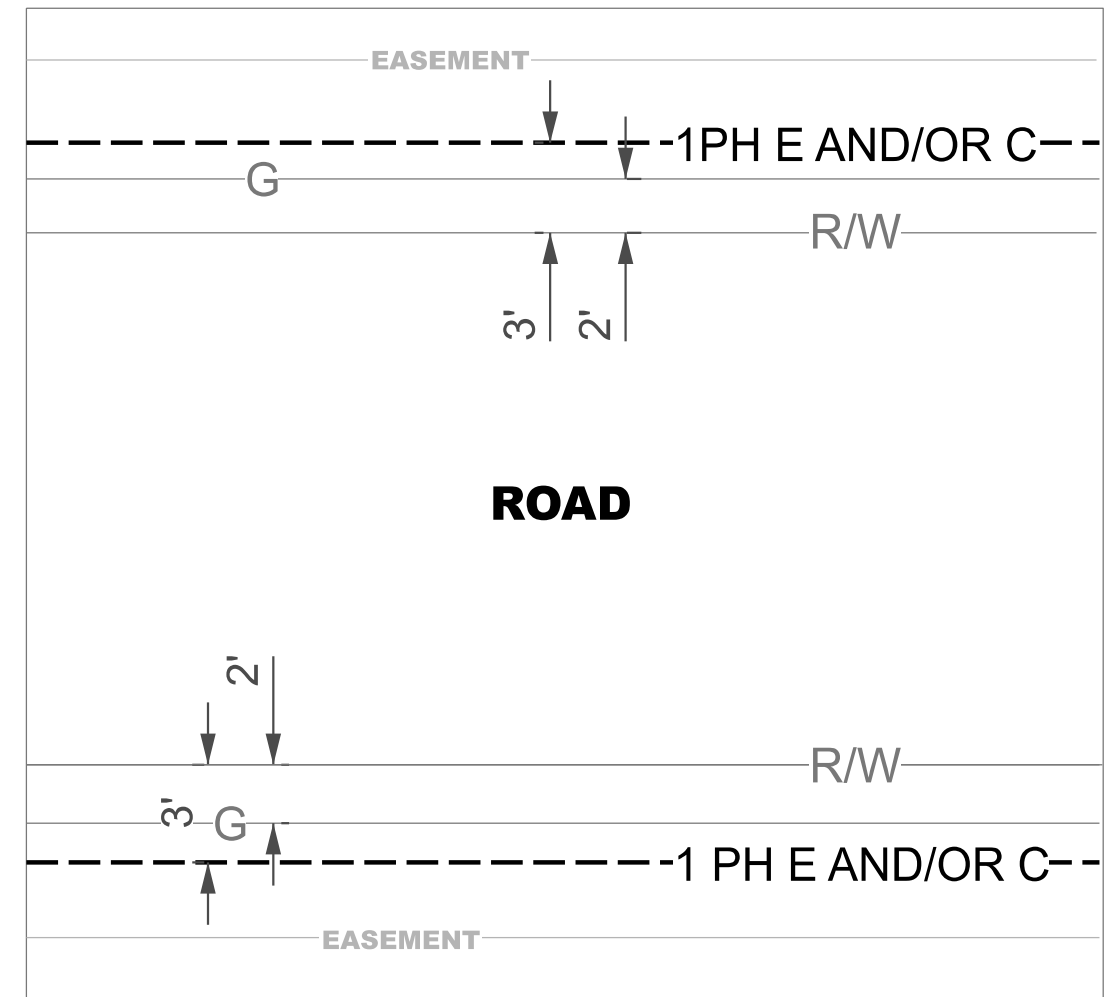 EASEMENT
1PH E AND/OR C
G
R/W
3'
2'
ROAD
2'
R/W
3'
G
1 PH E AND/OR C
EASEMENT